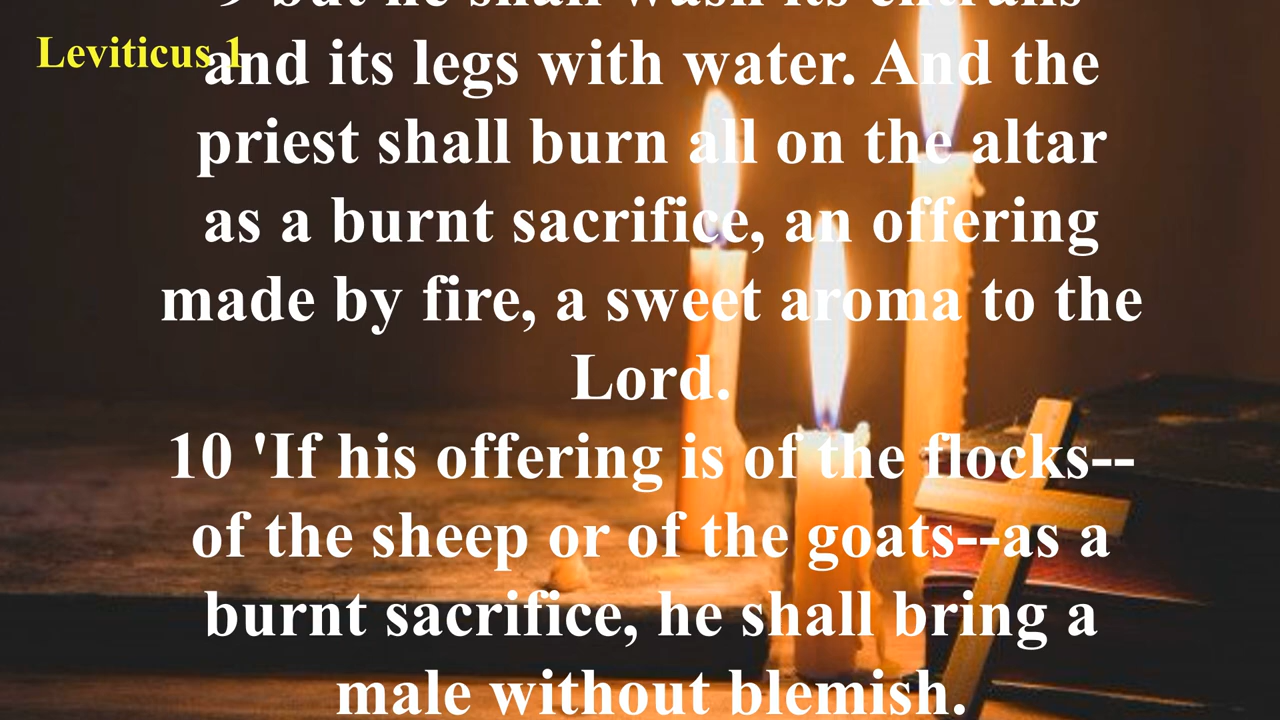 9 but he shall wash its entrails
Leviticus 1
and its legs with water. And the
priest shall burn all on the altar
as a burnt sacrifice, an offering
made by fire, a sweet aroma to the
Lord.
10 'If his offering is of the flocks--
of the sheep or of the goats--as a
burnt sacrifice, he shall bring a
male without blemish.